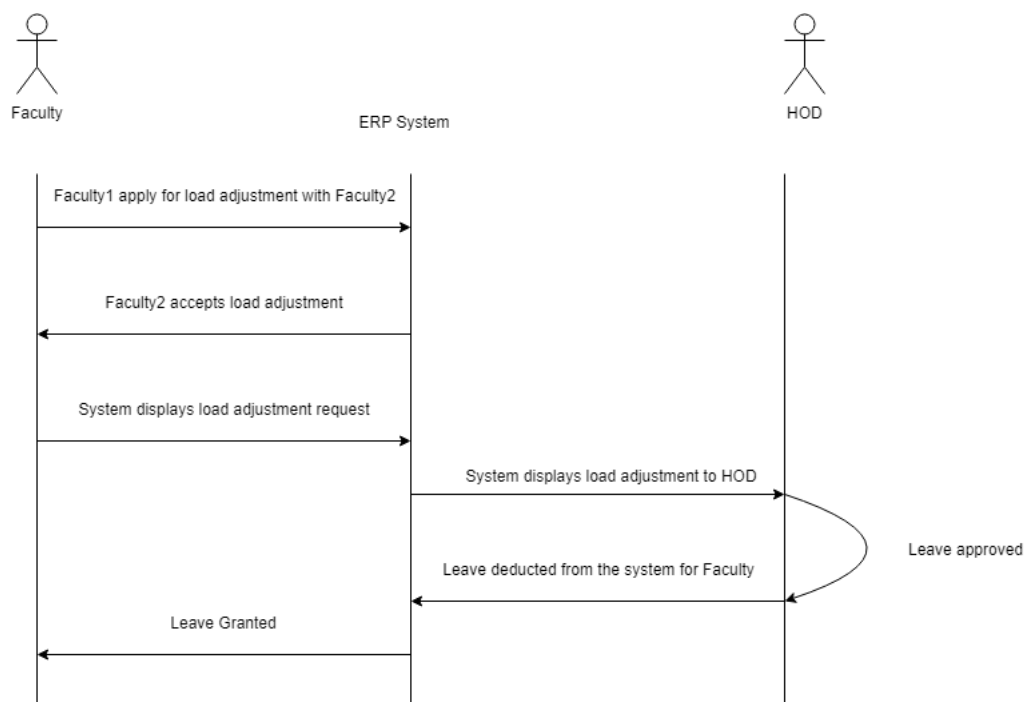 Faculty
ERP System
HOD
Faculty1 apply for load adjustment with Faculty2
Faculty2 accepts load adjustment
System displays load adjustment request
System displays load adjustment to HOD
Leave approved
Leave deducted from the system for Faculty
Leave Granted